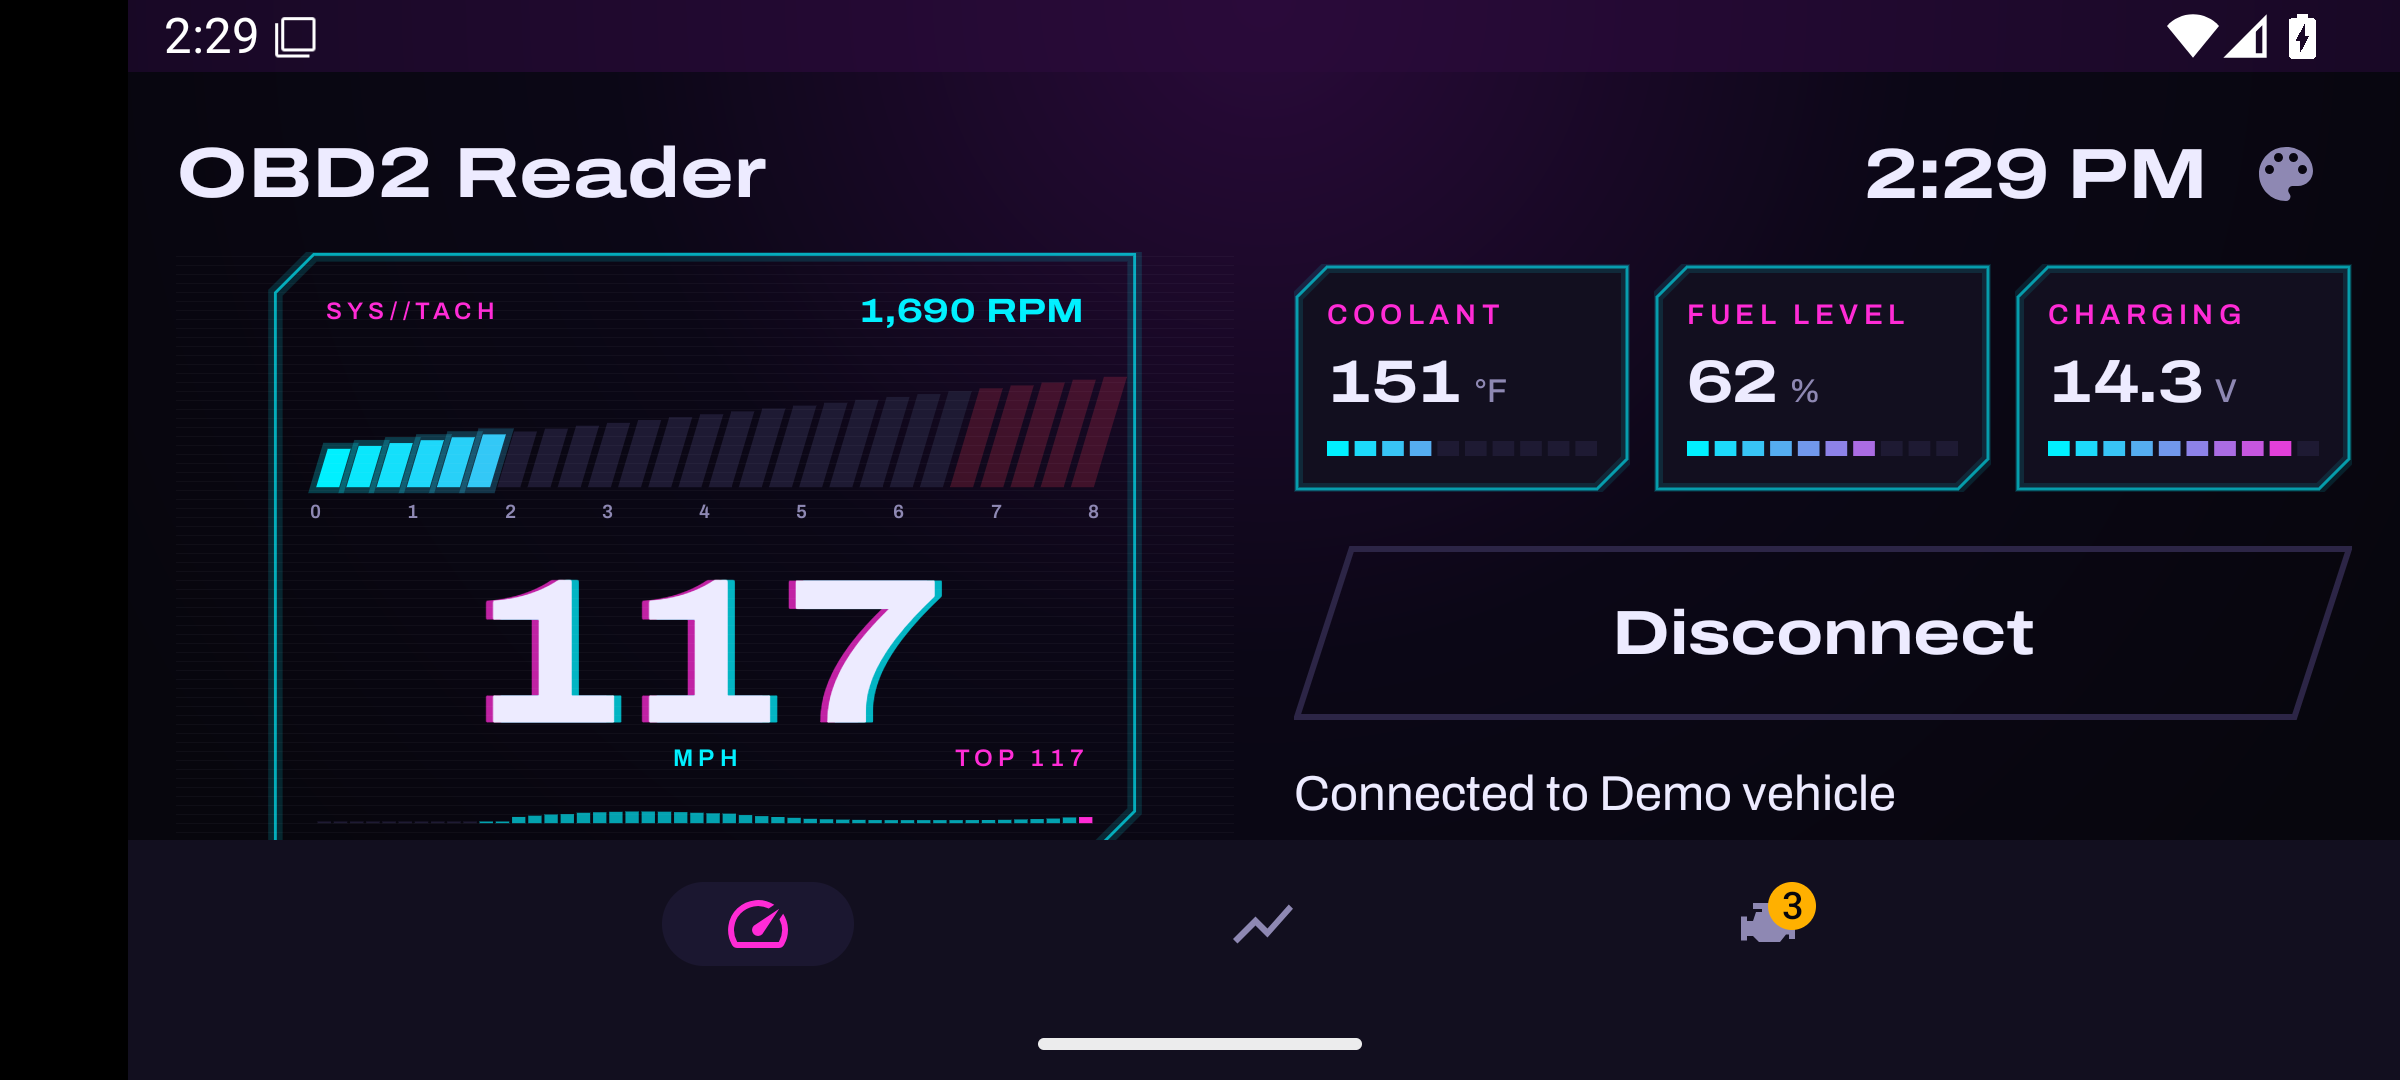 2:29
OBD2 Reader
2:29 PM
SYS//TACH
1,690 RPM
0 1 2 3 4 5 6 7 8
117
MPH
TOP 117
COOLANT
151 °F
FUEL LEVEL
62 %
CHARGING
14.3 V
Disconnect
Connected to Demo vehicle
3